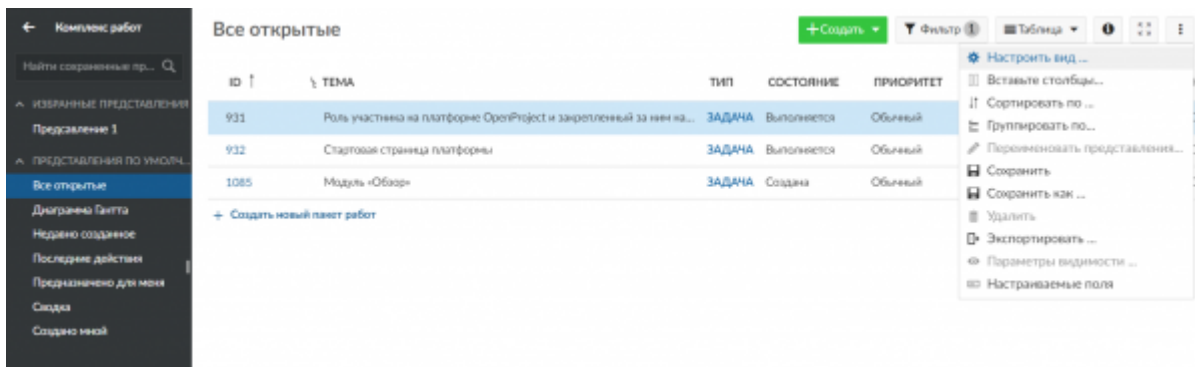 ← Комплекс работ
Найти сохраненные пр...
ИЗБРАННЫЕ ПРЕДСТАВЛЕНИЯ
Предсавление 1
ПРЕДСТАВЛЕНИЯ ПО УМОЛЧ...
Все открытые
Диаграмма Гантта
Недавно созданное
Последние действия
Предназначено для меня
Сводка
Создано мной
Все открытые
+ Создать
Фильтр 1
Таблица
ID ↑ ТЕМА ТИП СОСТОЯНИЕ ПРИОРИТЕТ
931 Роль участника на платформе OpenProject и закрепленный за ним на... ЗАДАЧА Выполняется Обычный
932 Стартовая страница платформы ЗАДАЧА Выполняется Обычный
1085 Модуль «Обзор» ЗАДАЧА Создана Обычный
+ Создать новый пакет работ
Настроить вид ...
Вставьте столбцы...
Сортировать по ...
Группировать по...
Переименовать представления...
Сохранить
Сохранить как ...
Удалить
Экспортировать ...
Параметры видимости ...
Настраиваемые поля